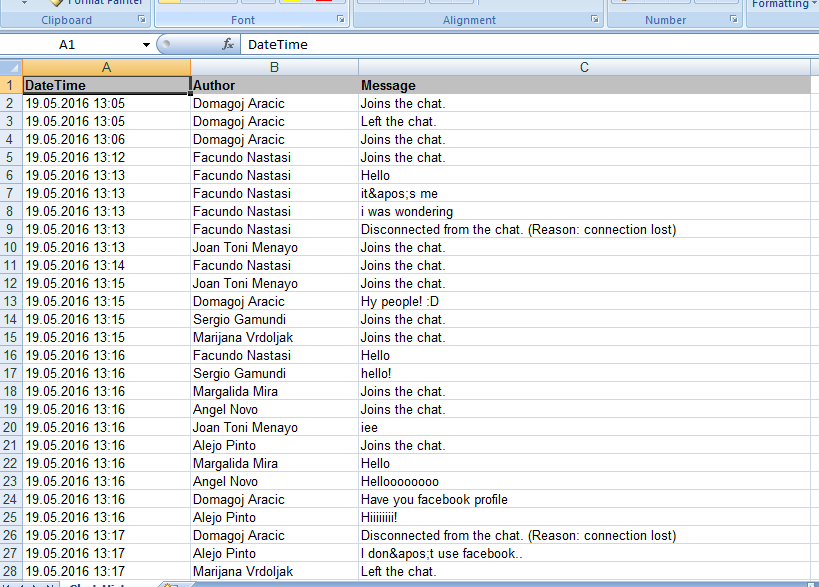 Format Painter
Formatting
Clipboard Font Alignment Number
A1 fx DateTime
A B C
1 DateTime Author Message
2 19.05.2016 13:05 Domagoj Aracic Joins the chat.
3 19.05.2016 13:05 Domagoj Aracic Left the chat.
4 19.05.2016 13:06 Domagoj Aracic Joins the chat.
5 19.05.2016 13:12 Facundo Nastasi Joins the chat.
6 19.05.2016 13:13 Facundo Nastasi Hello
7 19.05.2016 13:13 Facundo Nastasi it&apos;s me
8 19.05.2016 13:13 Facundo Nastasi i was wondering
9 19.05.2016 13:13 Facundo Nastasi Disconnected from the chat. (Reason: connection lost)
10 19.05.2016 13:13 Joan Toni Menayo Joins the chat.
11 19.05.2016 13:14 Facundo Nastasi Joins the chat.
12 19.05.2016 13:15 Joan Toni Menayo Joins the chat.
13 19.05.2016 13:15 Domagoj Aracic Hy people! :D
14 19.05.2016 13:15 Sergio Gamundi Joins the chat.
15 19.05.2016 13:15 Marijana Vrdoljak Joins the chat.
16 19.05.2016 13:16 Facundo Nastasi Hello
17 19.05.2016 13:16 Sergio Gamundi hello!
18 19.05.2016 13:16 Margalida Mira Joins the chat.
19 19.05.2016 13:16 Angel Novo Joins the chat.
20 19.05.2016 13:16 Joan Toni Menayo iee
21 19.05.2016 13:16 Alejo Pinto Joins the chat.
22 19.05.2016 13:16 Margalida Mira Hello
23 19.05.2016 13:16 Angel Novo Helloooooooo
24 19.05.2016 13:16 Domagoj Aracic Have you facebook profile
25 19.05.2016 13:16 Alejo Pinto Hiiiiiiii!
26 19.05.2016 13:17 Domagoj Aracic Disconnected from the chat. (Reason: connection lost)
27 19.05.2016 13:17 Alejo Pinto I don&apos;t use facebook..
28 19.05.2016 13:17 Marijana Vrdoljak Left the chat.